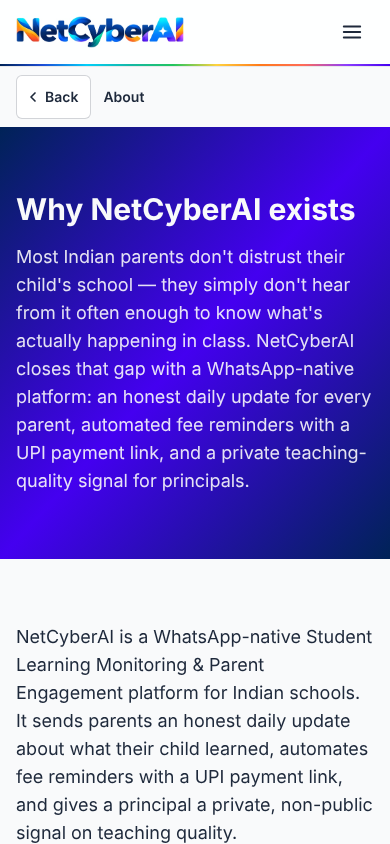 NetCyberAI
Back
About
Why NetCyberAI exists
Most Indian parents don't distrust their
child's school — they simply don't hear
from it often enough to know what's
actually happening in class. NetCyberAI
closes that gap with a WhatsApp-native
platform: an honest daily update for every
parent, automated fee reminders with a
UPI payment link, and a private teaching-
quality signal for principals.
NetCyberAI is a WhatsApp-native Student
Learning Monitoring & Parent
Engagement platform for Indian schools.
It sends parents an honest daily update
about what their child learned, automates
fee reminders with a UPI payment link,
and gives a principal a private, non-public
signal on teaching quality.